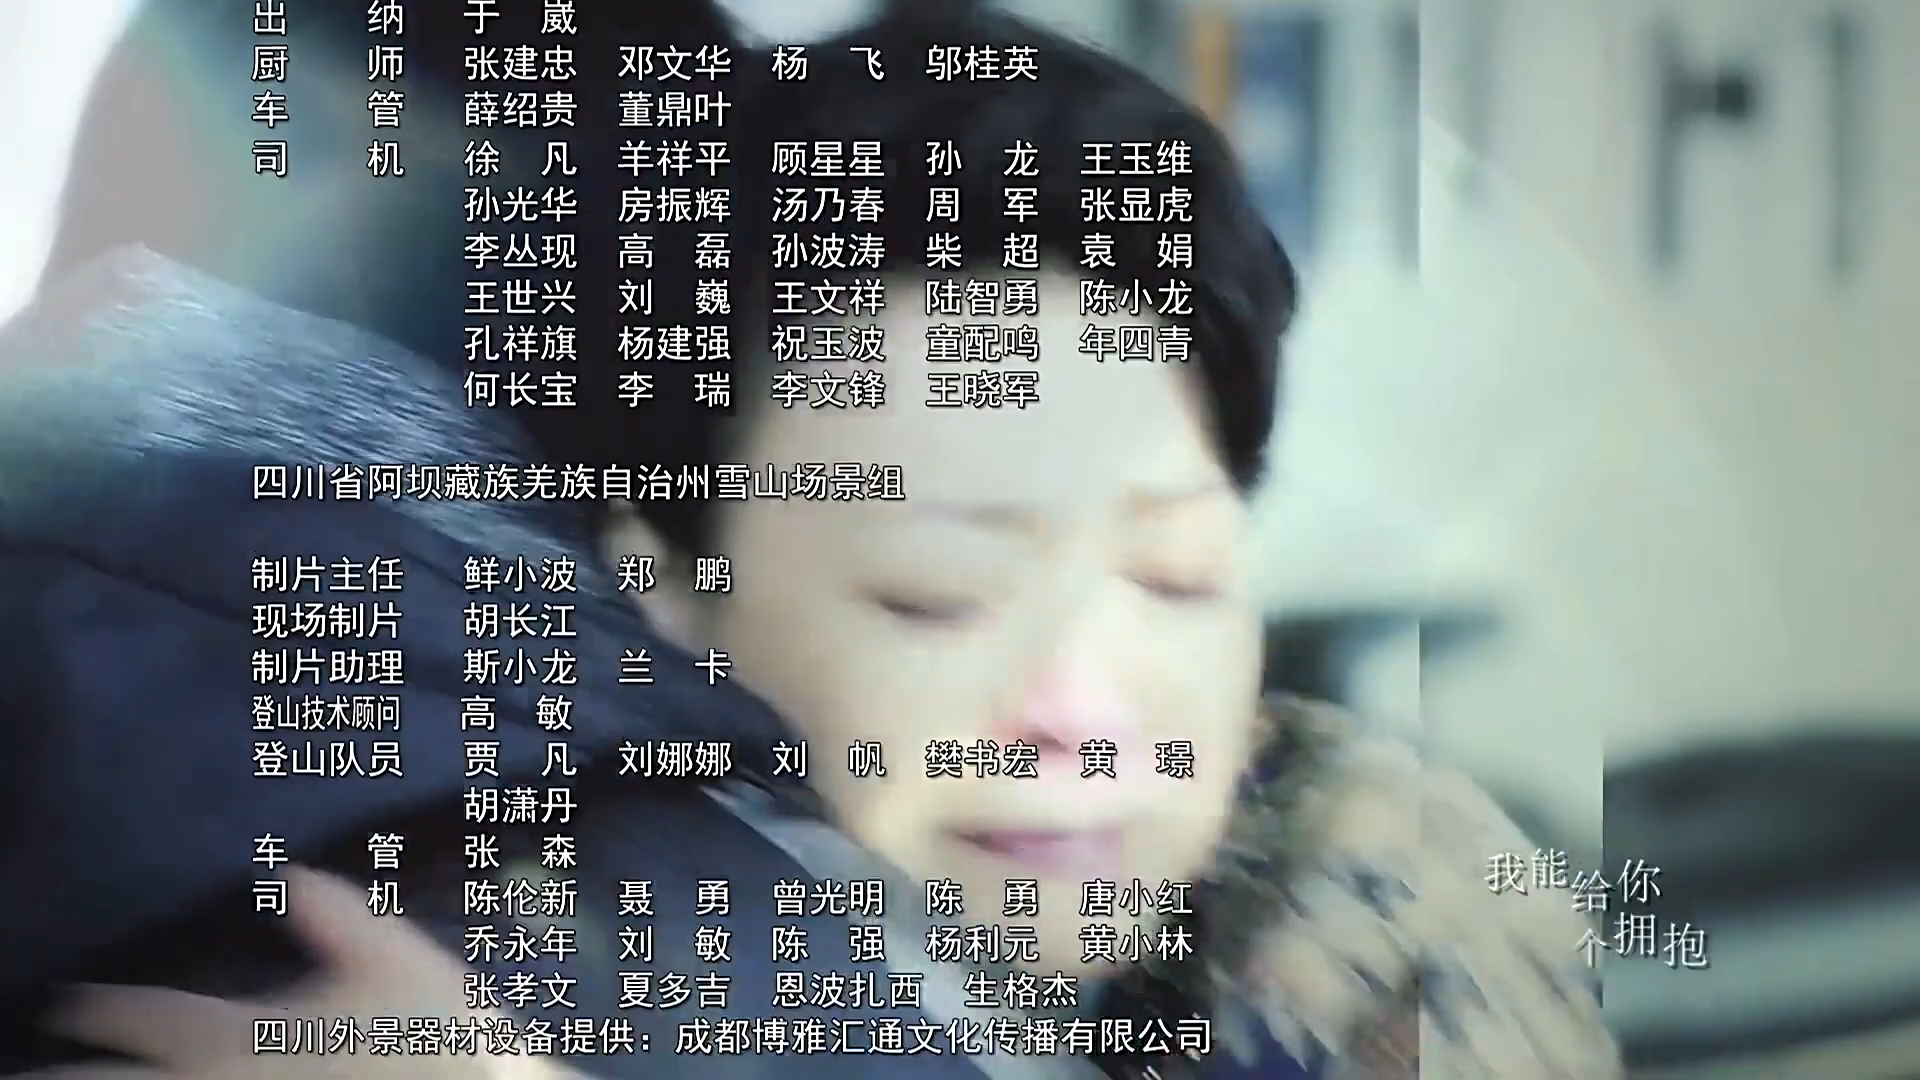 出 纳 于 崴
厨 师 张建忠 邓文华 杨 飞 邬桂英
车 管 薛绍贵 董鼎叶
司 机 徐 凡 羊祥平 顾星星 孙 龙 王玉维
孙光华 房振辉 汤乃春 周 军 张显虎
李丛现 高 磊 孙波涛 柴 超 袁 娟
王世兴 刘 巍 王文祥 陆智勇 陈小龙
孔祥旗 杨建强 祝玉波 童配鸣 年四青
何长宝 李 瑞 李文锋 王晓军
四川省阿坝藏族羌族自治州雪山场景组
制片主任 鲜小波 郑 鹏
现场制片 胡长江
制片助理 斯小龙 兰 卡
登山技术顾问 高 敏
登山队员 贾 凡 刘娜娜 刘 帆 樊书宏 黄 璟
胡潇丹
车 管 张 森
司 机 陈伦新 聂 勇 曾光明 陈 勇 唐小红
乔永年 刘 敏 陈 强 杨利元 黄小林
张孝文 夏多吉 恩波扎西 生格杰
四川外景器材设备提供：成都博雅汇通文化传播有限公司
我能给你
个拥抱